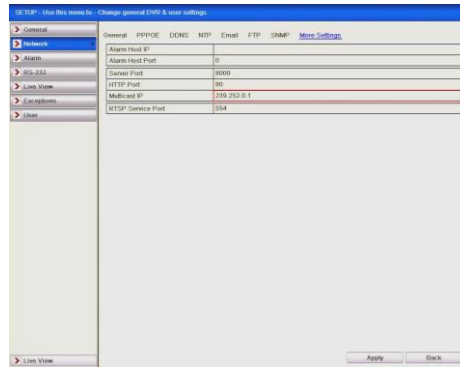 SETUP - Use this menu to - Change general DVR & user settings
General
Network
Alarm
RS-232
Live View
Exceptions
User
General PPPOE DDNS NTP Email FTP SNMP More Settings
Alarm Host IP
Alarm Host Port 0
Server Port 8000
HTTP Port 80
Multicast IP 239.252.0.1
RTSP Service Port 554
Live View
Apply Back